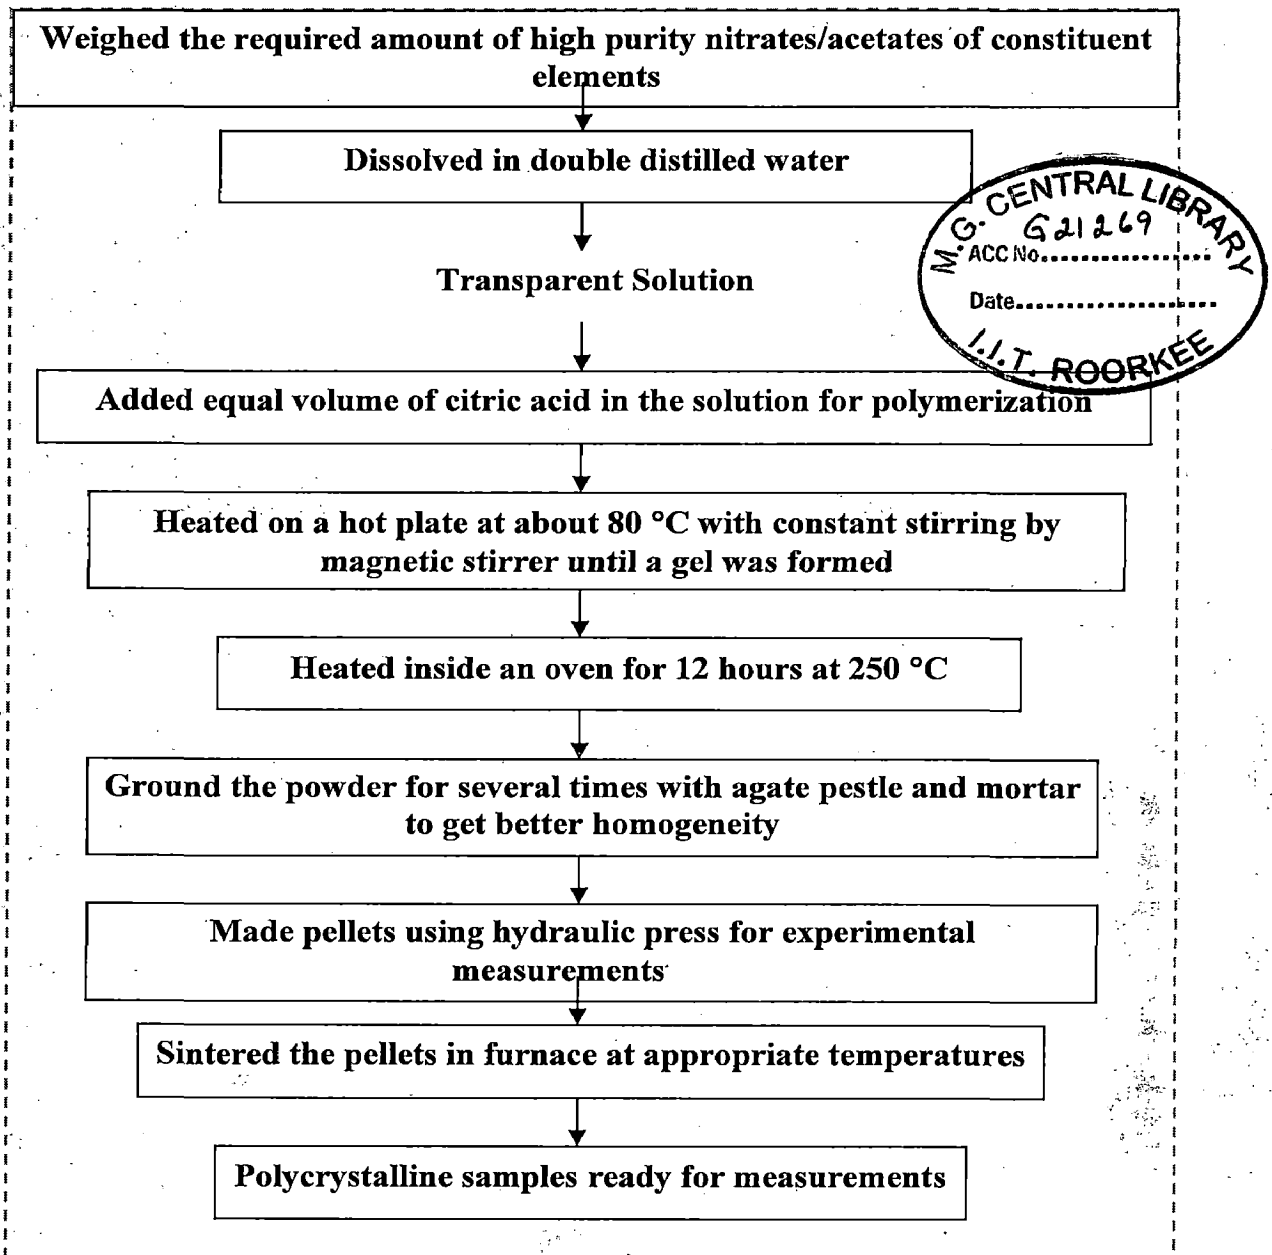 Weighed the required amount of high purity nitrates/acetates of constituent
elements
Dissolved in double distilled water
M.G. CENTRAL LIBRARY
G21269
ACC No....................
Date........................
I.I.T. ROORKEE
Transparent Solution
Added equal volume of citric acid in the solution for polymerization
Heated on a hot plate at about 80 °C with constant stirring by
magnetic stirrer until a gel was formed
Heated inside an oven for 12 hours at 250 °C
Ground the powder for several times with agate pestle and mortar
to get better homogeneity
Made pellets using hydraulic press for experimental
measurements
Sintered the pellets in furnace at appropriate temperatures
Polycrystalline samples ready for measurements